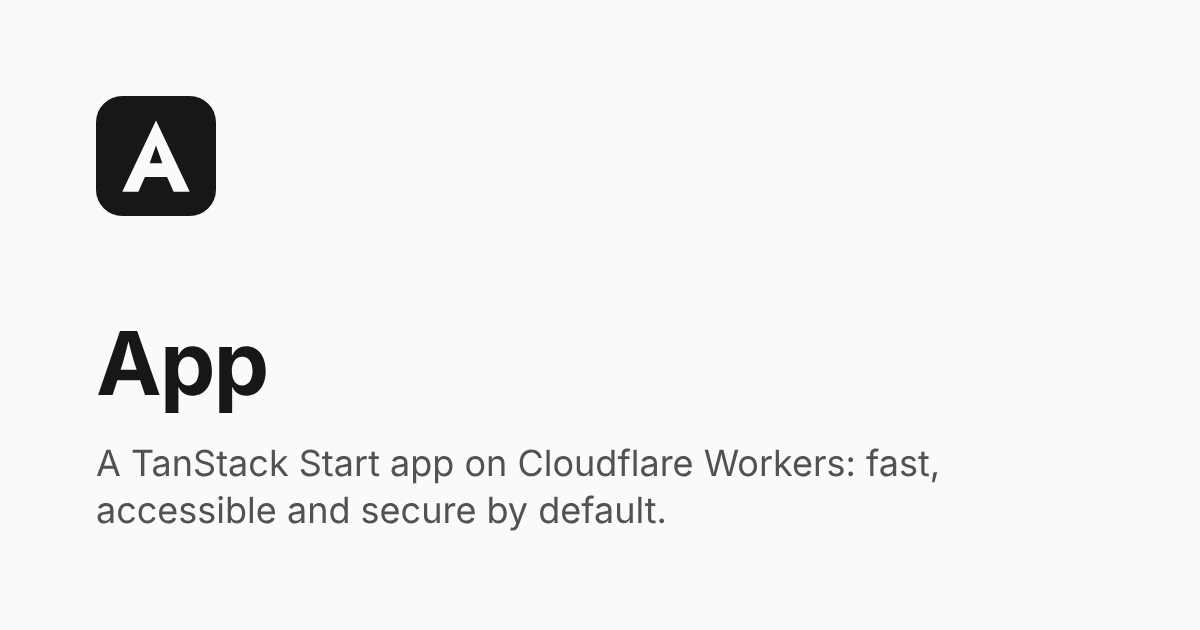 A
App
A TanStack Start app on Cloudflare Workers: fast,
accessible and secure by default.